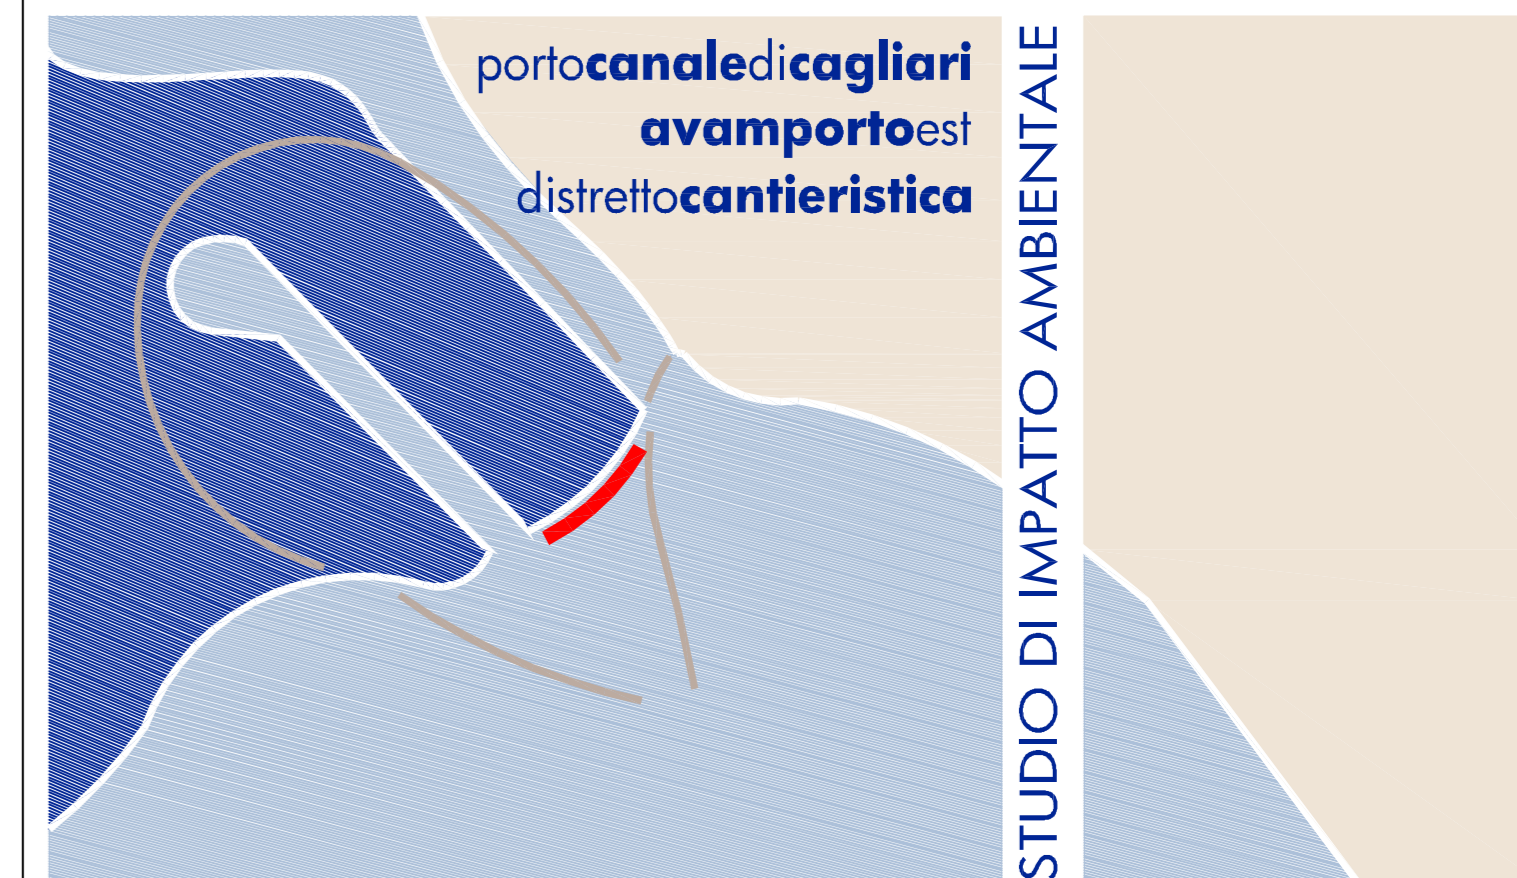 portocanaledicagliari
avamportoest
distrettocantieristica
STUDIO DI IMPATTO AMBIENTALE